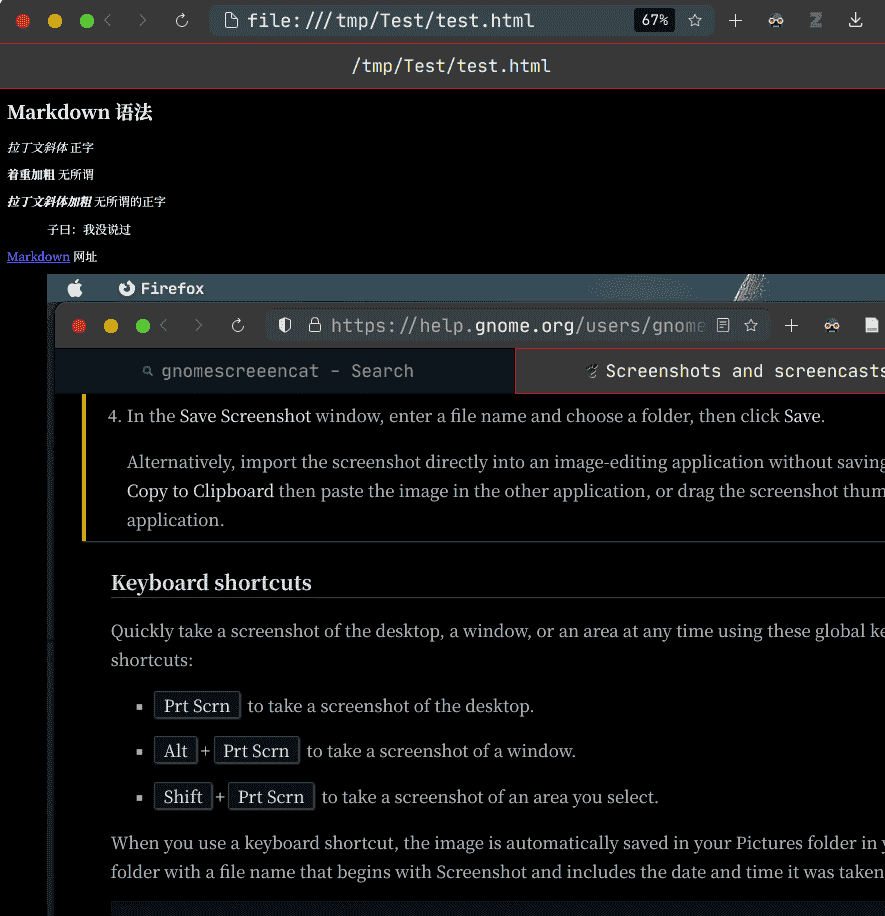 file:///tmp/Test/test.html 67%
/tmp/Test/test.html
Markdown 语法
拉丁文斜体 正字
着重加粗 无所谓
拉丁文斜体加粗 无所谓的正字
子曰：我没说过
Markdown 网址
Firefox
https://help.gnome.org/users/gnome
gnomescreeencat - Search
Screenshots and screencasts
4. In the Save Screenshot window, enter a file name and choose a folder, then click Save.
Alternatively, import the screenshot directly into an image-editing application without saving
Copy to Clipboard then paste the image in the other application, or drag the screenshot thum
application.
Keyboard shortcuts
Quickly take a screenshot of the desktop, a window, or an area at any time using these global ke
shortcuts:
Prt Scrn to take a screenshot of the desktop.
Alt + Prt Scrn to take a screenshot of a window.
Shift + Prt Scrn to take a screenshot of an area you select.
When you use a keyboard shortcut, the image is automatically saved in your Pictures folder in y
folder with a file name that begins with Screenshot and includes the date and time it was taken